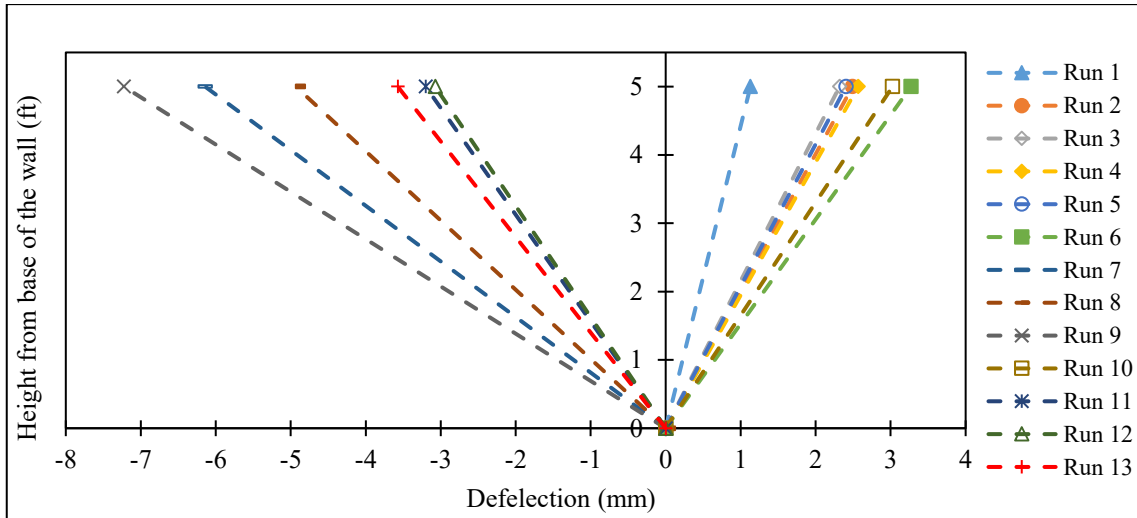 Height from base of the wall (ft)
5
4
3
2
1
0
-8 -7 -6 -5 -4 -3 -2 -1 0 1 2 3 4
Defelection (mm)
Run 1
Run 2
Run 3
Run 4
Run 5
Run 6
Run 7
Run 8
Run 9
Run 10
Run 11
Run 12
Run 13